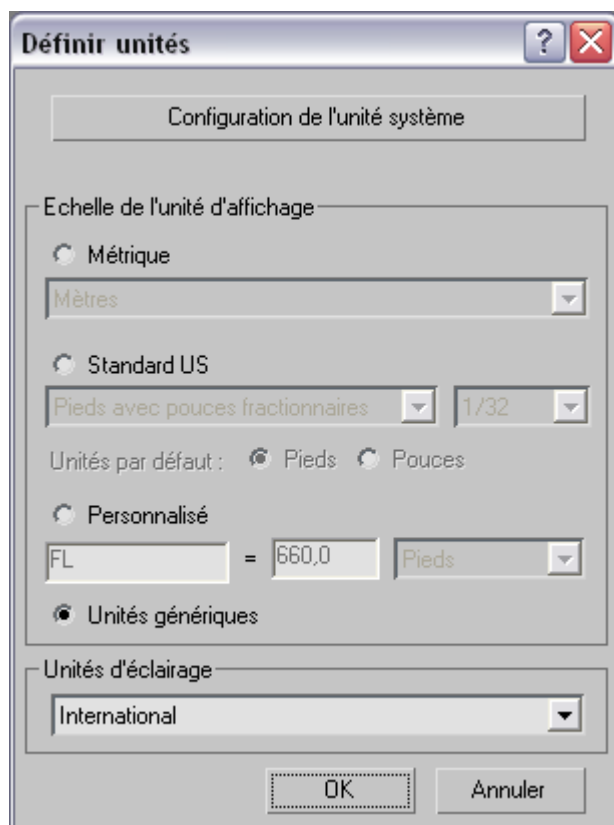 Définir unités
Configuration de l'unité système
Echelle de l'unité d'affichage
Métrique
Mètres
Standard US
Pieds avec pouces fractionnaires 1/32
Unités par défaut : Pieds Pouces
Personnalisé
FL = 660,0 Pieds
Unités génériques
Unités d'éclairage
International
OK Annuler